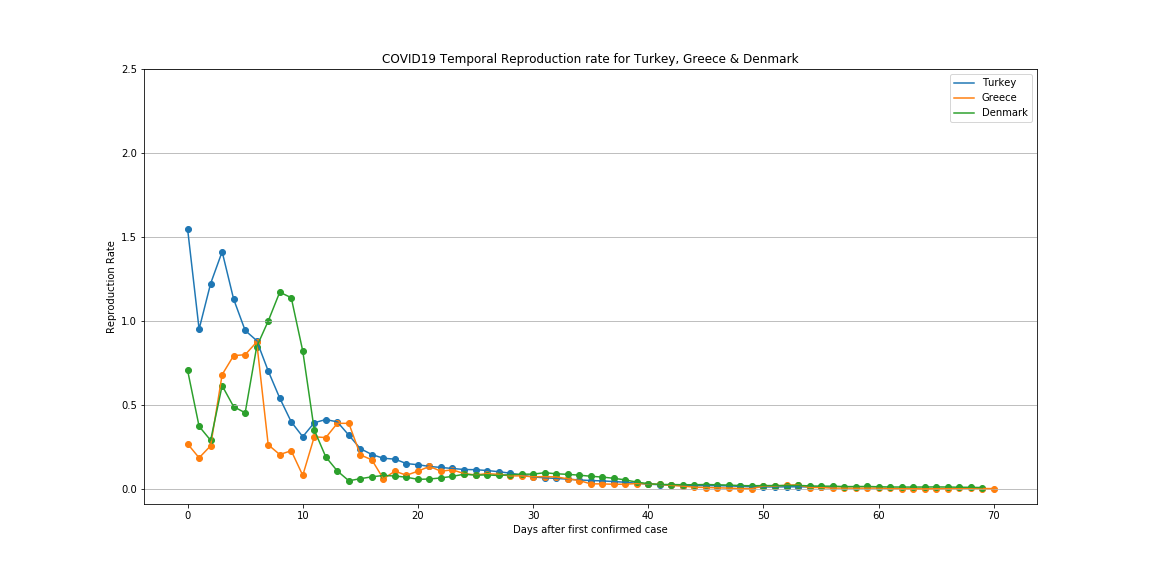 COVID19 Temporal Reproduction rate for Turkey, Greece & Denmark
2.5
2.0
1.5
1.0
0.5
0.0
Reproduction Rate
Turkey
Greece
Denmark
0 10 20 30 40 50 60 70
Days after first confirmed case